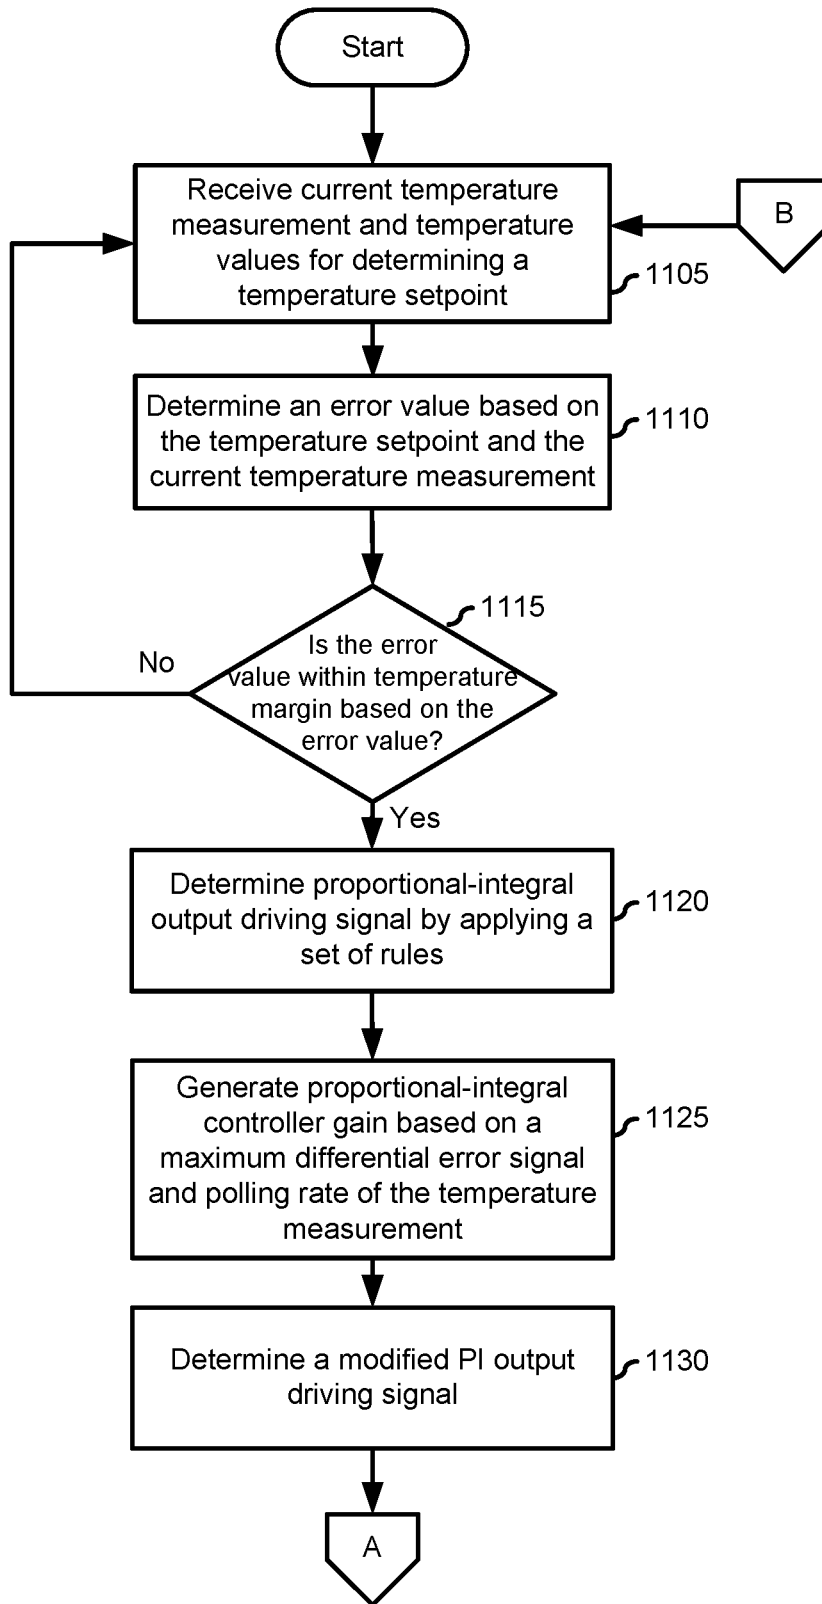 Start
Receive current temperature
measurement and temperature
values for determining a
temperature setpoint
B
1105
Determine an error value based on
the temperature setpoint and the
current temperature measurement
1110
1115
Is the error
value within temperature
margin based on the
error value?
No
Yes
Determine proportional-integral
output driving signal by applying a
set of rules
1120
Generate proportional-integral
controller gain based on a
maximum differential error signal
and polling rate of the temperature
measurement
1125
Determine a modified PI output
driving signal
1130
A